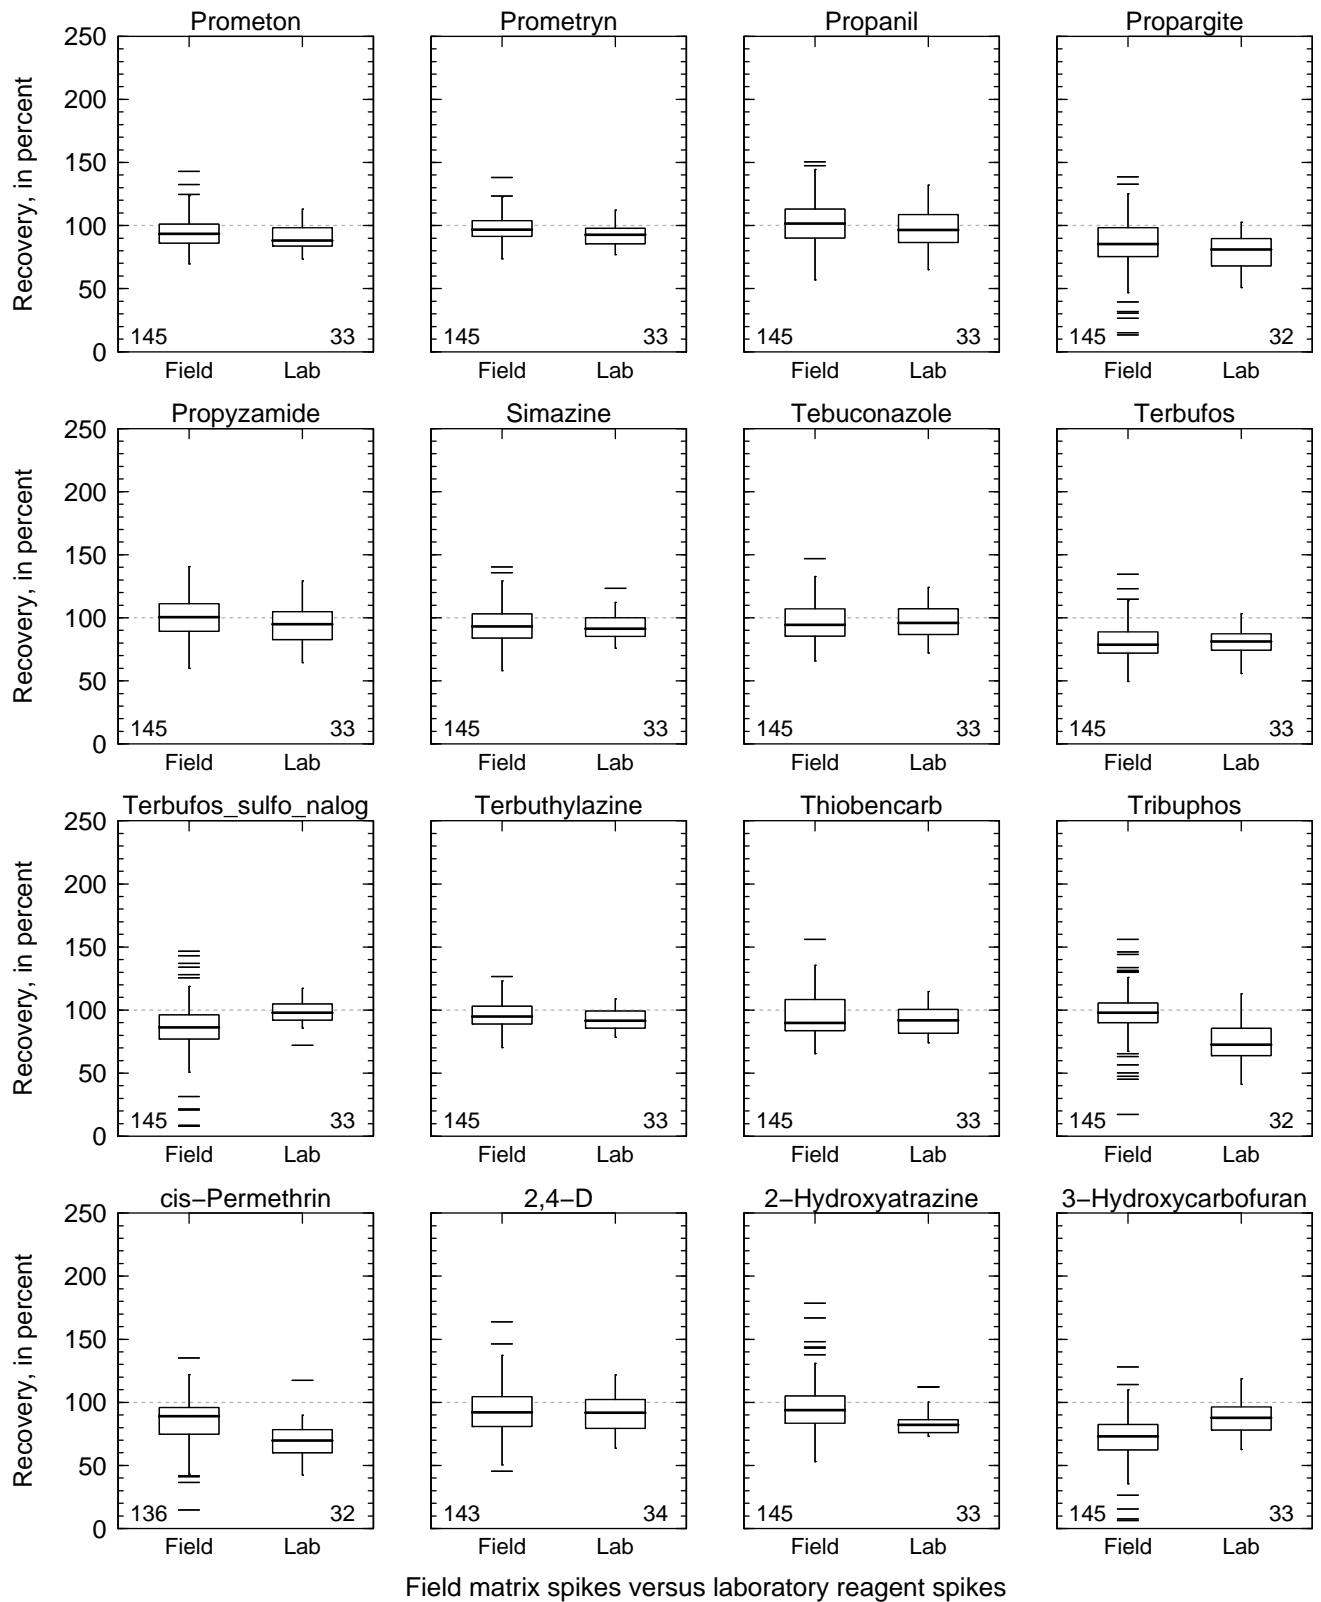 Prometon Prometryn Propanil Propargite
250
200
150
100
50
0
Recovery, in percent
145 33 145 33 145 33 145 32
Field Lab Field Lab Field Lab Field Lab
Propyzamide Simazine Tebuconazole Terbufos
250
200
150
100
50
0
Recovery, in percent
145 33 145 33 145 33 145 33
Field Lab Field Lab Field Lab Field Lab
Terbufos_sulfo_nalog Terbuthylazine Thiobencarb Tribuphos
250
200
150
100
50
0
Recovery, in percent
145 33 145 33 145 33 145 32
Field Lab Field Lab Field Lab Field Lab
cis−Permethrin 2,4−D 2−Hydroxyatrazine 3−Hydroxycarbofuran
250
200
150
100
50
0
Recovery, in percent
136 32 143 34 145 33 145 33
Field Lab Field Lab Field Lab Field Lab
Field matrix spikes versus laboratory reagent spikes